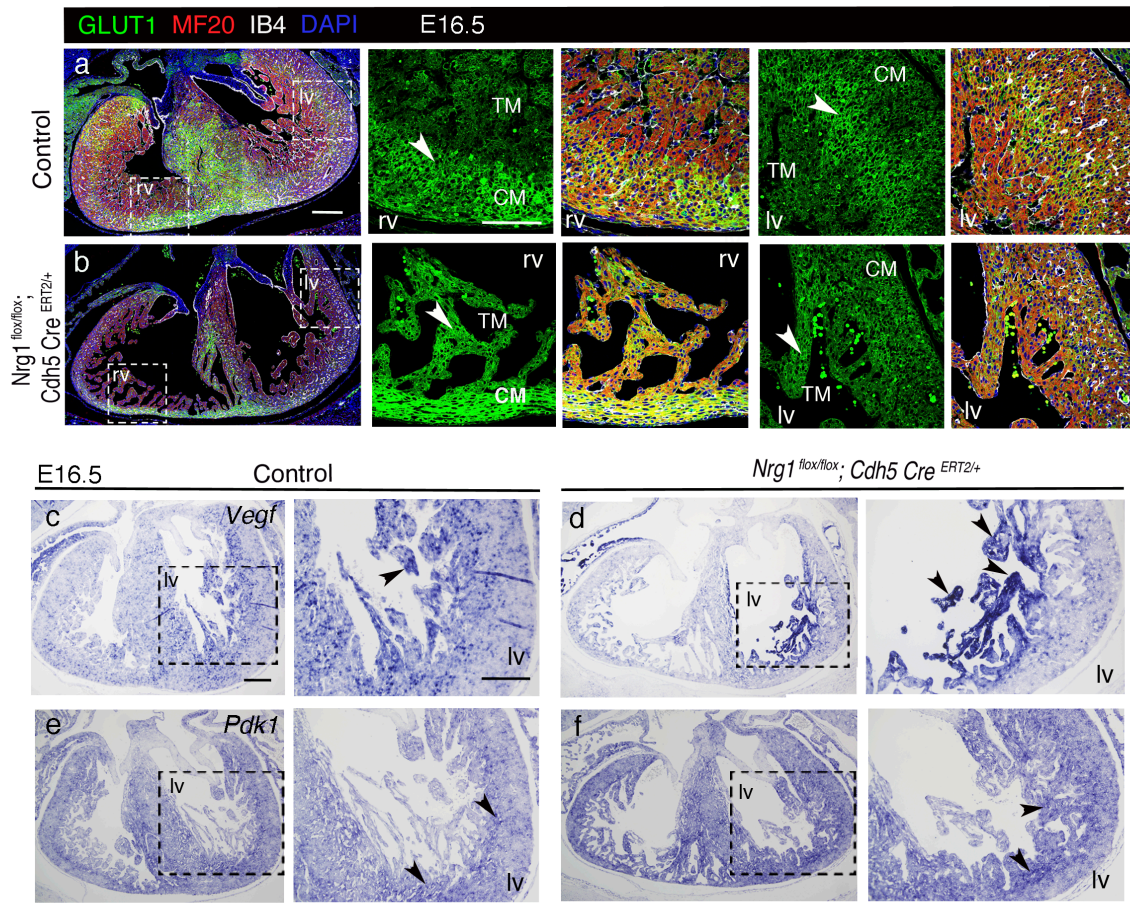 GLUT1 MF20 IB4 DAPI E16.5
Control
a
lv
rv
TM
CM
rv
rv
CM
TM
lv
lv
Nrg1 flox/flox;
Cdh5 Cre ERT2/+
b
lv
rv
rv
TM
CM
rv
CM
TM
lv
lv
E16.5 Control
Nrg1 flox/flox; Cdh5 Cre ERT2/+
c Vegf
lv
lv
d
lv
lv
e Pdk1
lv
lv
f
lv
lv